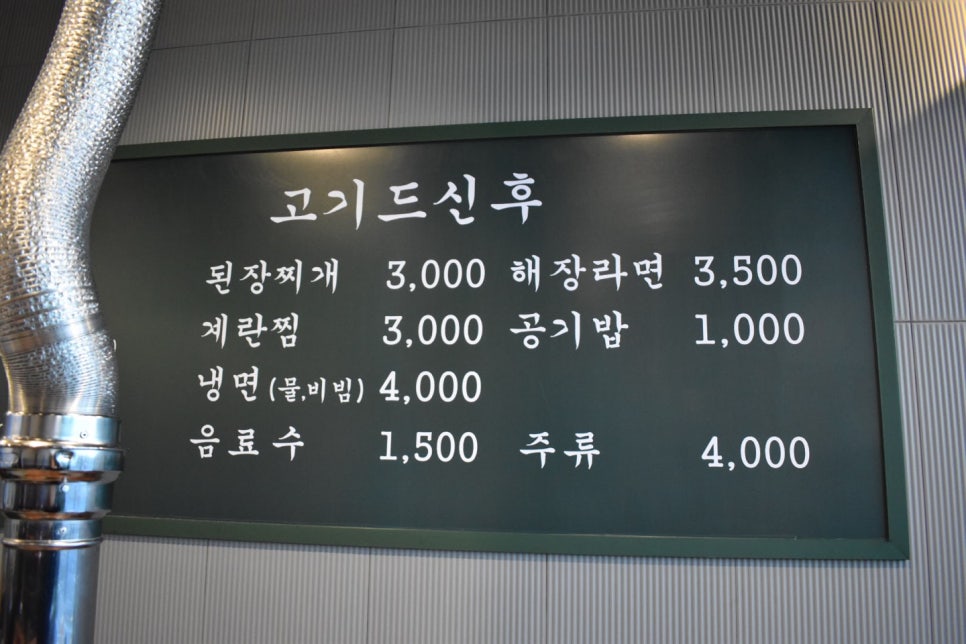 고기드신후
된장찌개 3,000 해장라면 3,500
계란찜 3,000 공기밥 1,000
냉면(물,비빔) 4,000
음료수 1,500 주류 4,000